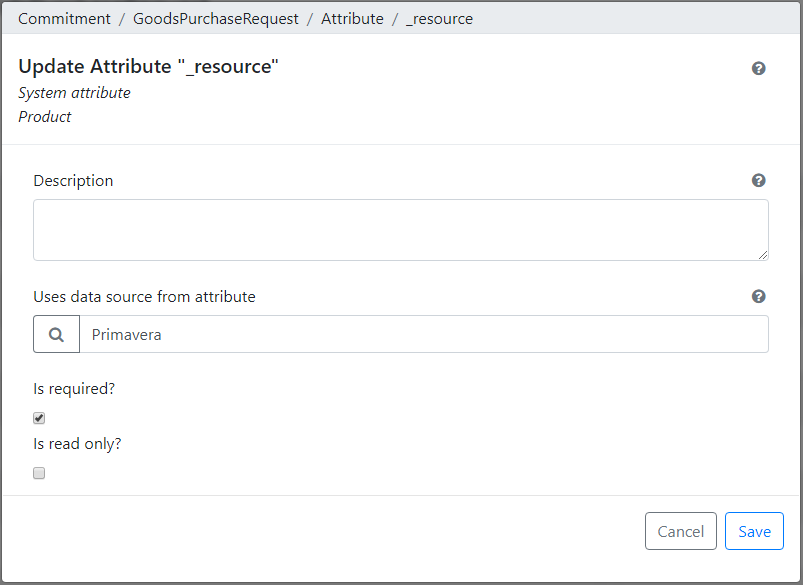 Commitment / GoodsPurchaseRequest / Attribute / _resource
Update Attribute "_resource"
System attribute
Product
Description
Uses data source from attribute
Primavera
Is required?
Is read only?
Cancel Save